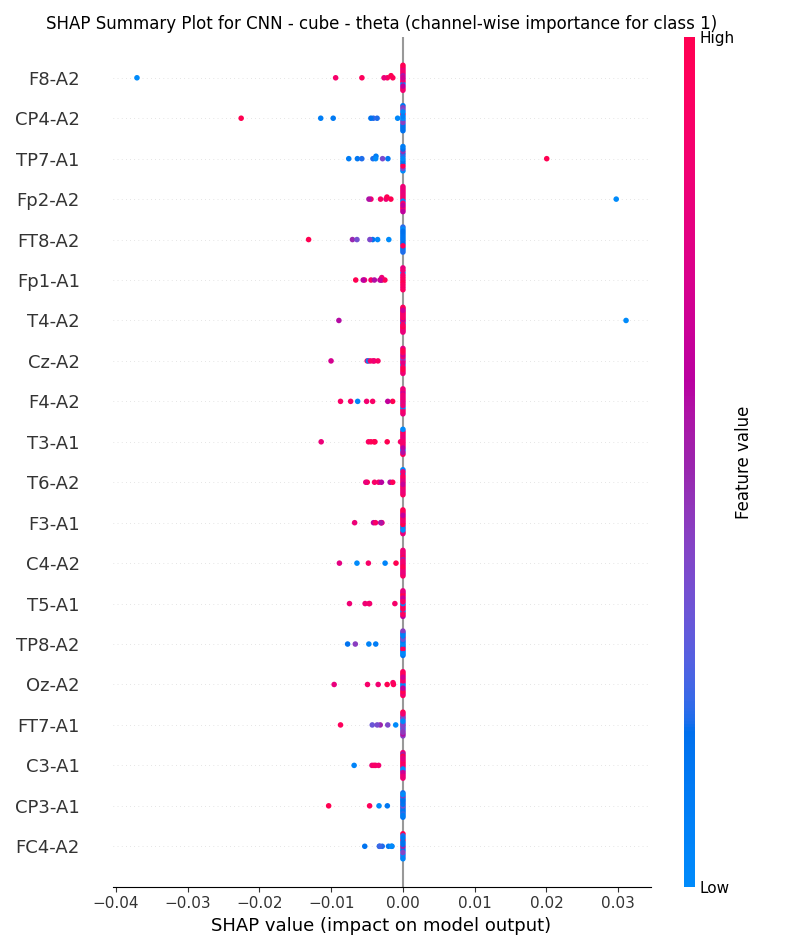 SHAP Summary Plot for CNN - cube - theta (channel-wise importance for class 1)
High
F8-A2
CP4-A2
TP7-A1
Fp2-A2
FT8-A2
Fp1-A1
T4-A2
Cz-A2
F4-A2
T3-A1
T6-A2
F3-A1
C4-A2
T5-A1
TP8-A2
Oz-A2
FT7-A1
C3-A1
CP3-A1
FC4-A2
Feature value
Low
−0.04 −0.03 −0.02 −0.01 0.00 0.01 0.02 0.03
SHAP value (impact on model output)